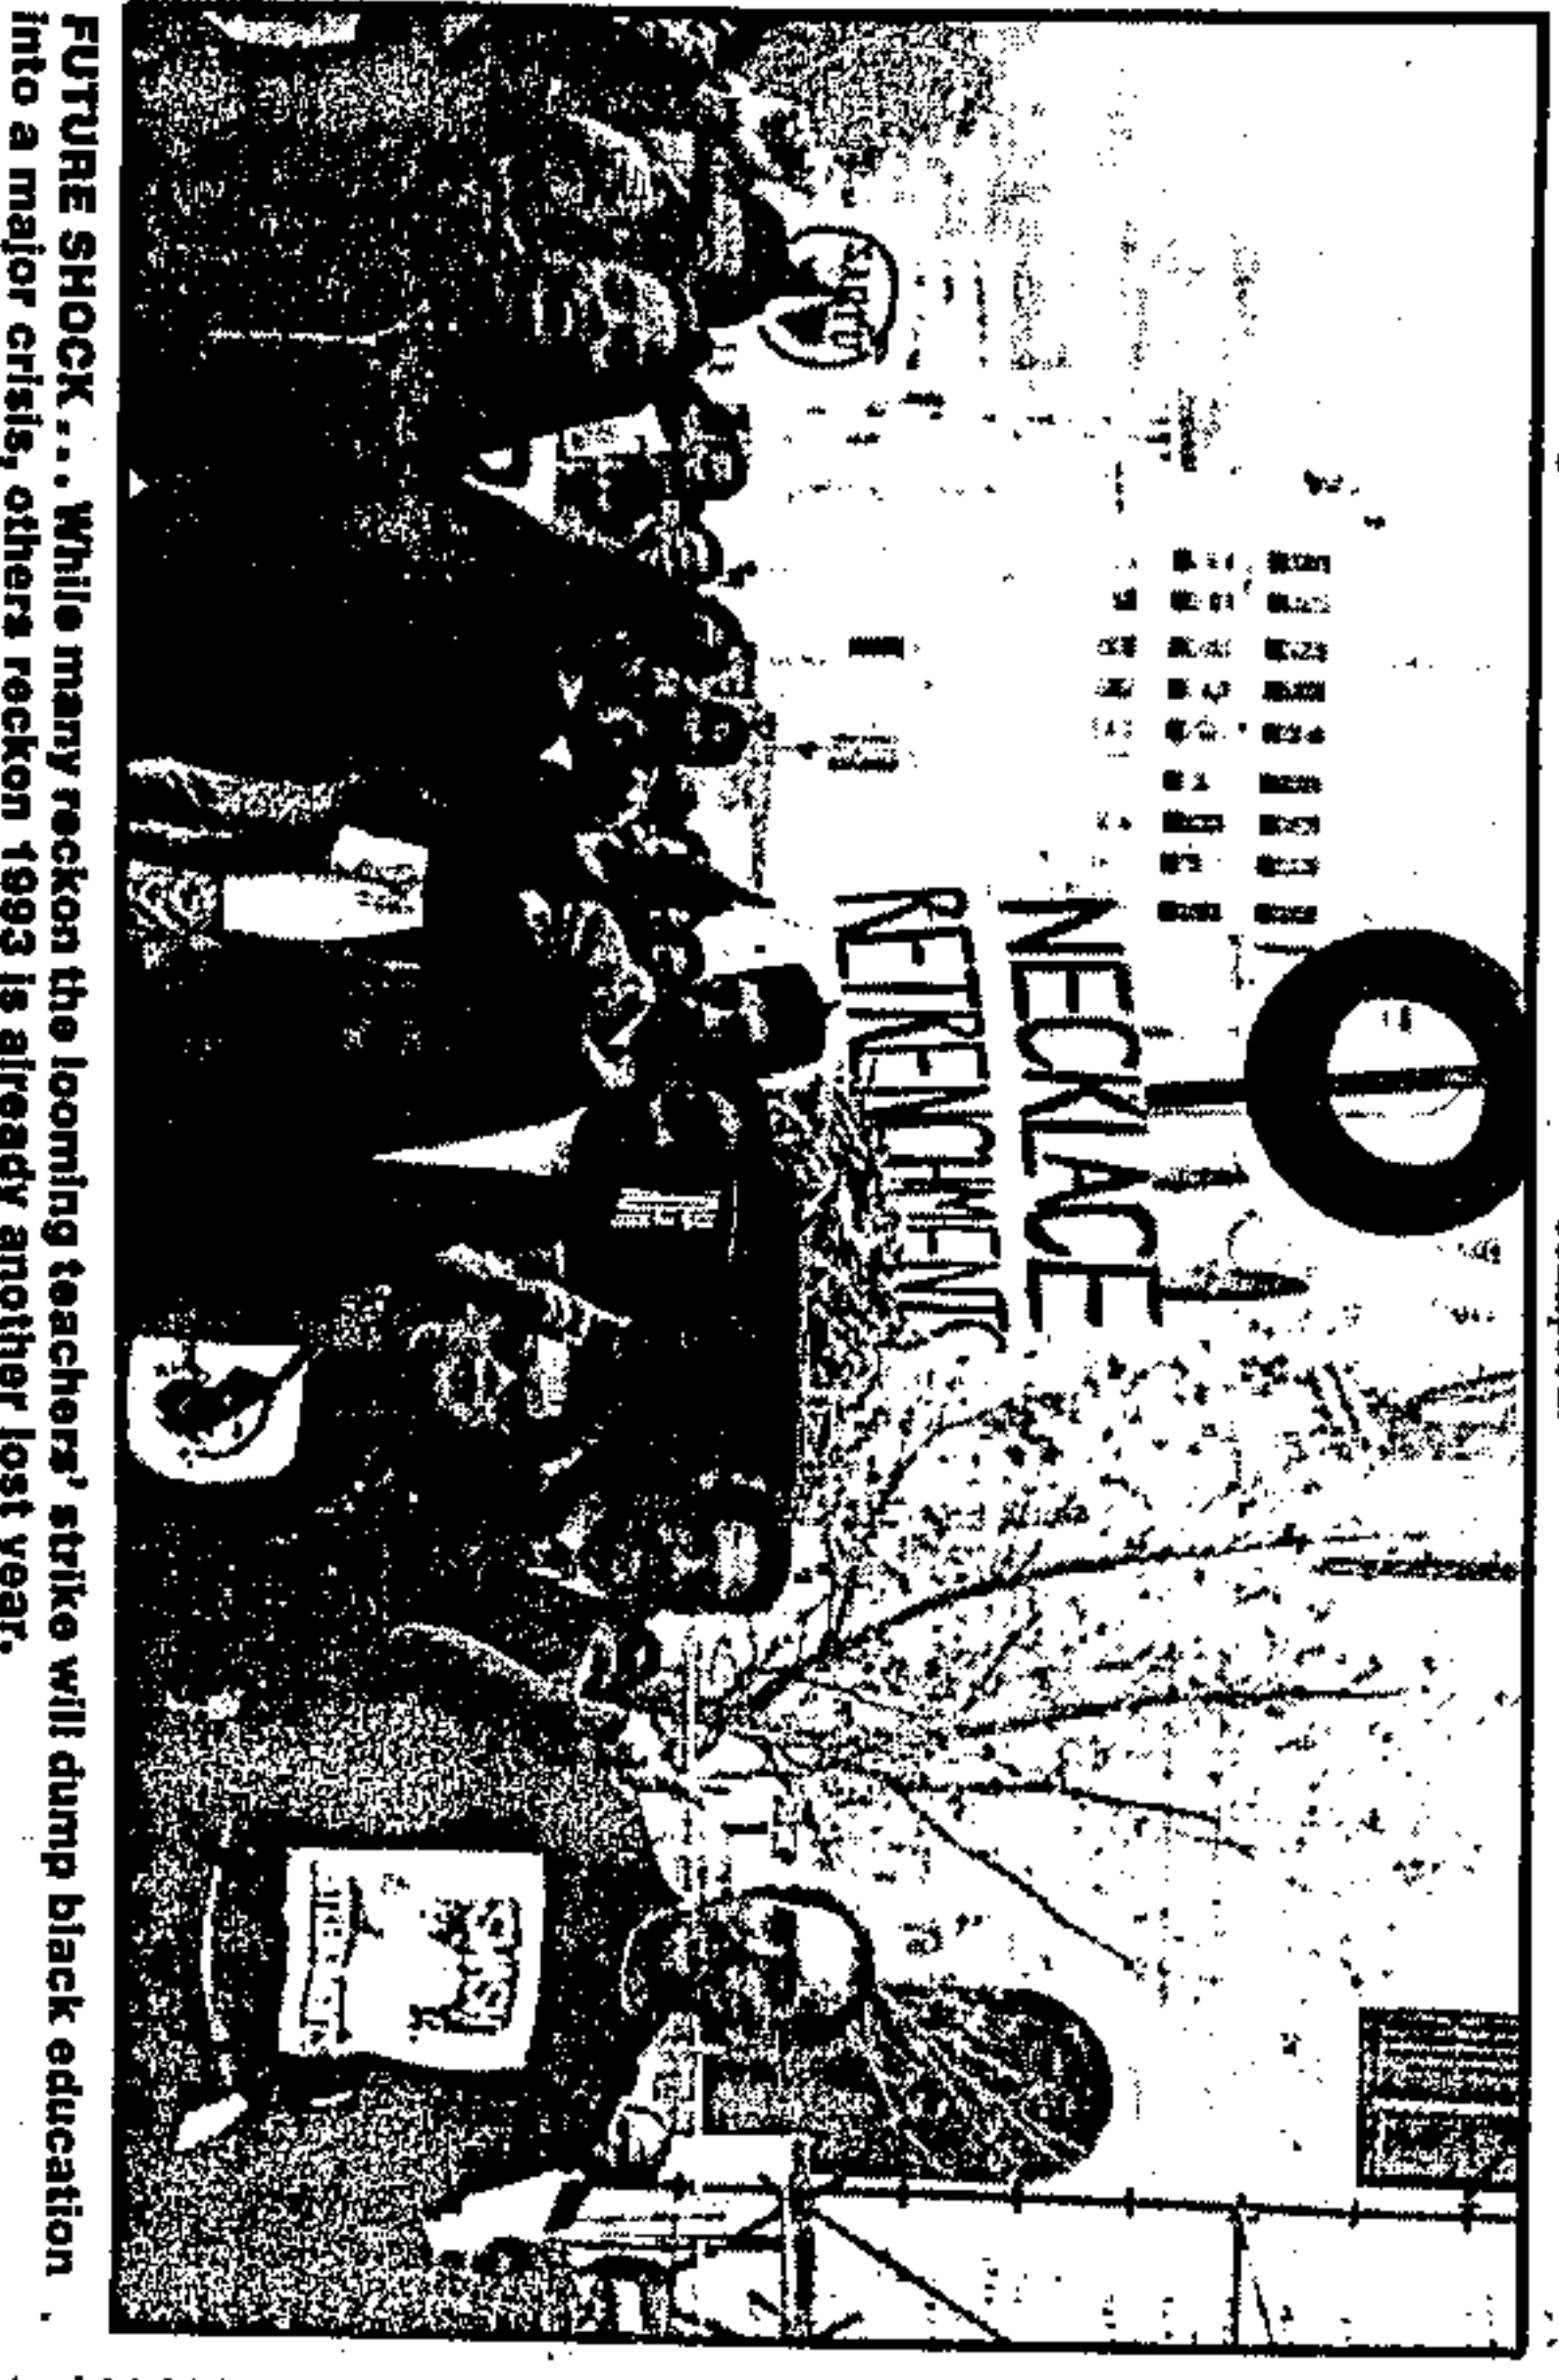 NECKLACE
RETRENCHMENTS
FUTURE SHOCK . . . While many reckon the looming teachers' strike will dump black education
into a major crisis, others reckon 1993 is already another lost year.